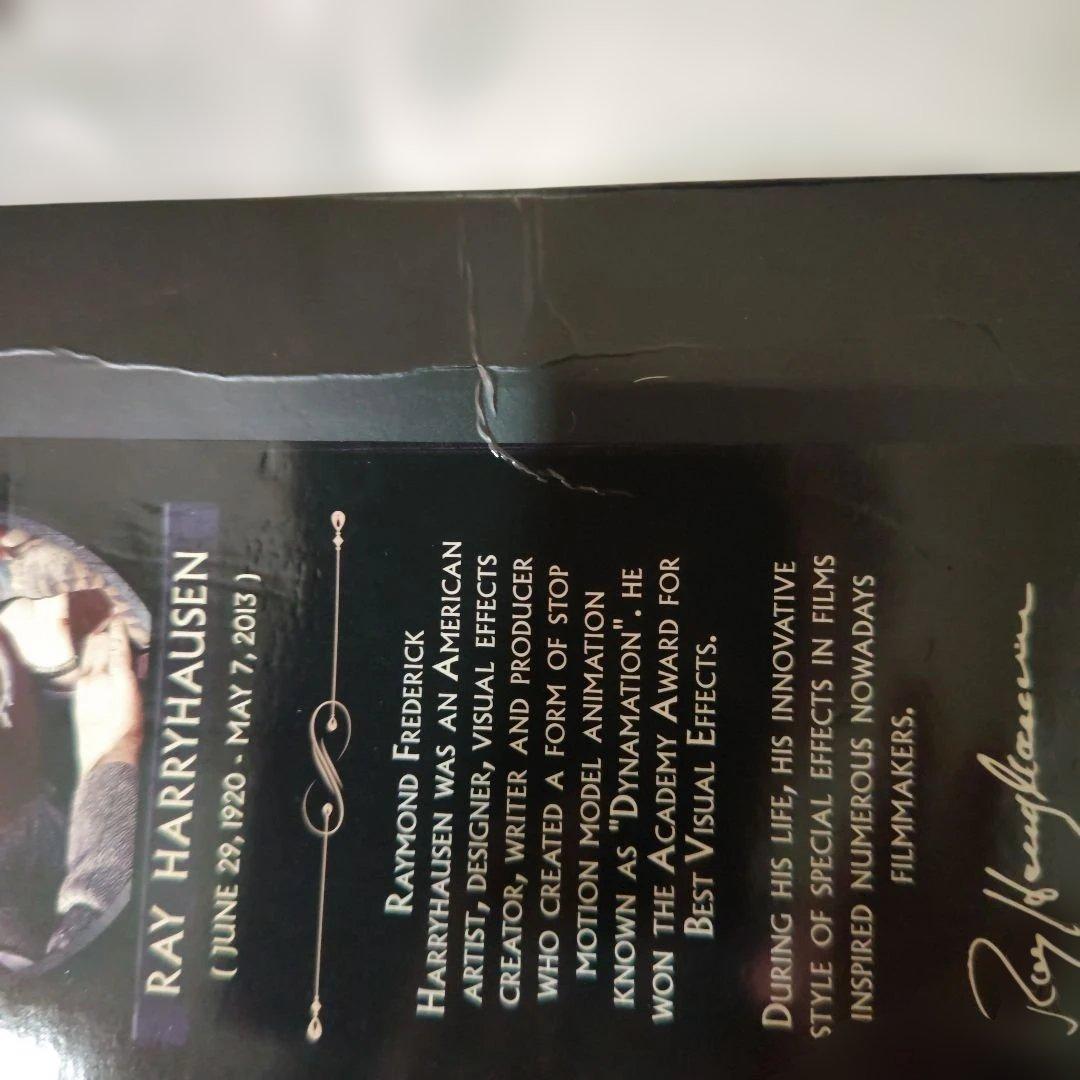 RAY HARRYHAUSEN
( JUNE 29, 1920 - MAY 7, 2013 )
RAYMOND FREDERICK
HARRYHAUSEN WAS AN AMERICAN
ARTIST, DESIGNER, VISUAL EFFECTS
CREATOR, WRITER AND PRODUCER
WHO CREATED A FORM OF STOP
MOTION MODEL ANIMATION
KNOWN AS "DYNAMATION". HE
WON THE ACADEMY AWARD FOR
BEST VISUAL EFFECTS.
DURING HIS LIFE, HIS INNOVATIVE
STYLE OF SPECIAL EFFECTS IN FILMS
INSPIRED NUMEROUS NOWADAYS
FILMMAKERS.
Ray Harryhausen